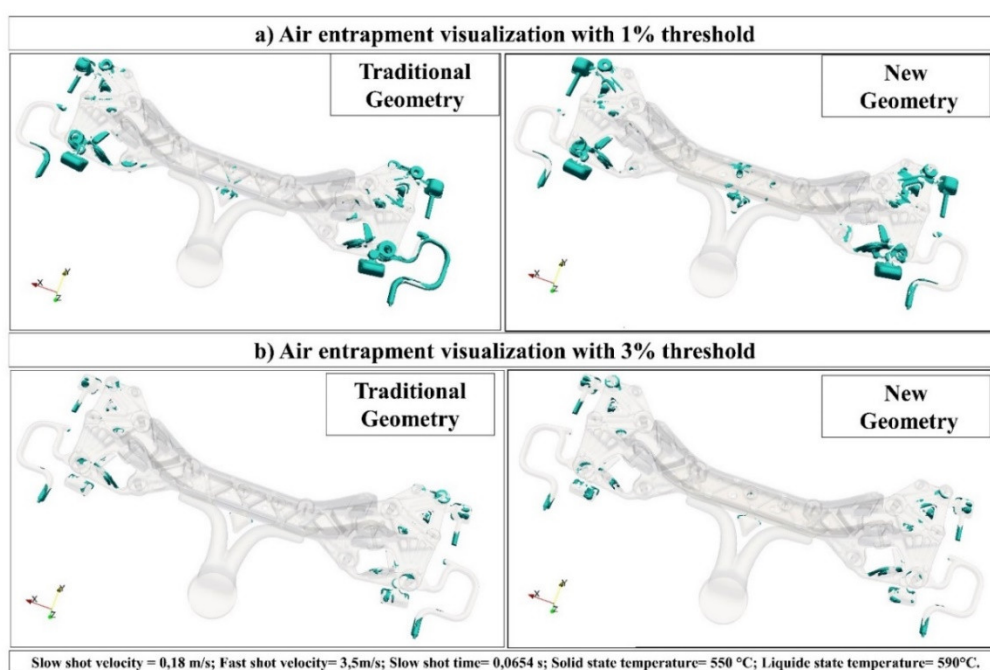 a) Air entrapment visualization with 1% threshold
Traditional
Geometry
New
Geometry
X
Y
Z
X
Y
Z
b) Air entrapment visualization with 3% threshold
Traditional
Geometry
New
Geometry
X
Y
Z
X
Y
Z
Slow shot velocity = 0,18 m/s; Fast shot velocity= 3,5m/s; Slow shot time= 0,0654 s; Solid state temperature= 550 °C; Liquide state temperature= 590°C.